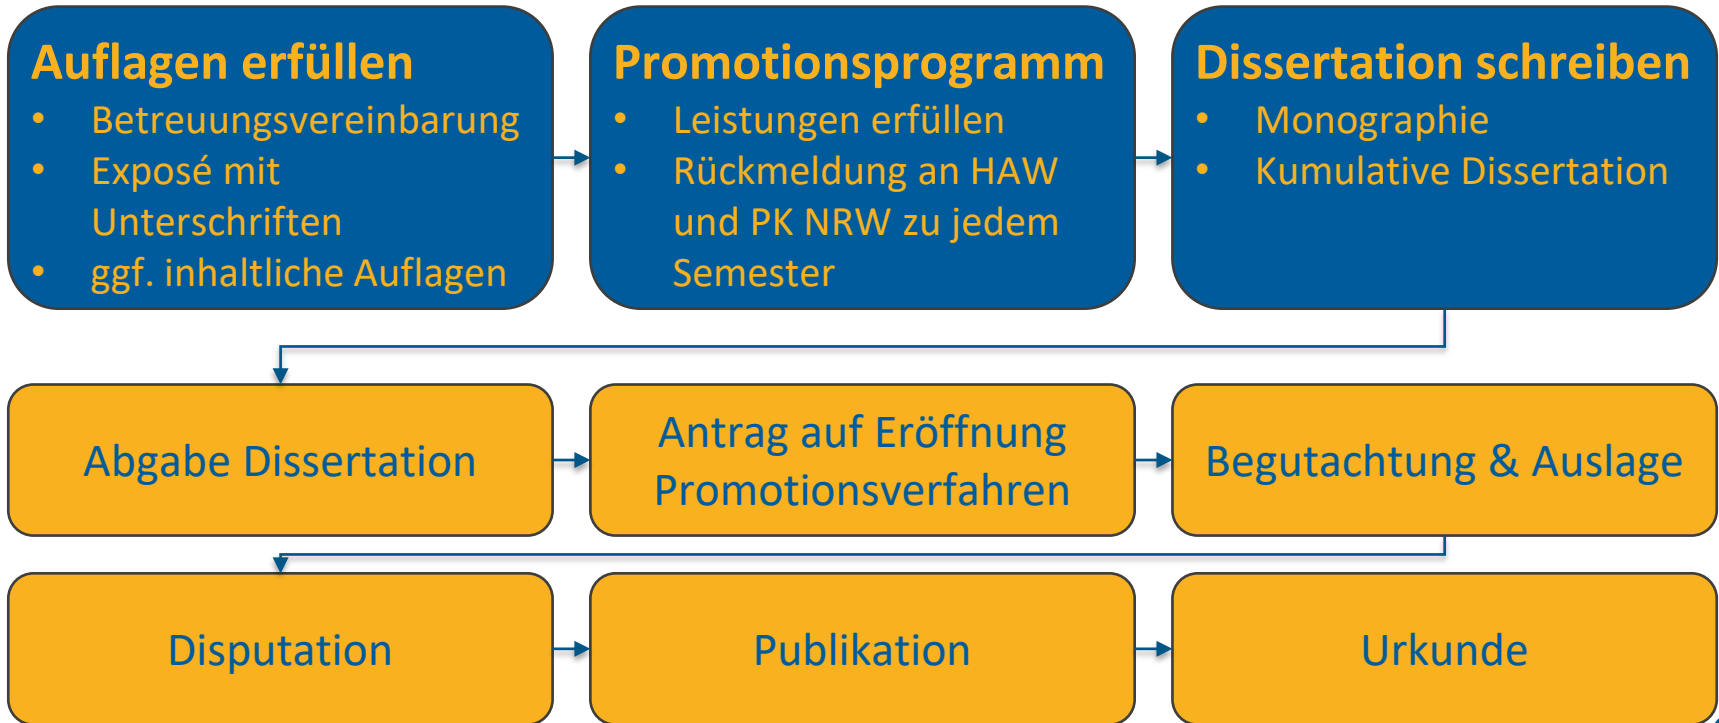 Auflagen erfüllen
• Betreuungsvereinbarung
• Exposé mit
Unterschriften
• ggf. inhaltliche Auflagen
Promotionsprogramm
• Leistungen erfüllen
• Rückmeldung an HAW
und PK NRW zu jedem
Semester
Dissertation schreiben
• Monographie
• Kumulative Dissertation
Abgabe Dissertation
Antrag auf Eröffnung
Promotionsverfahren
Begutachtung & Auslage
Disputation
Publikation
Urkunde